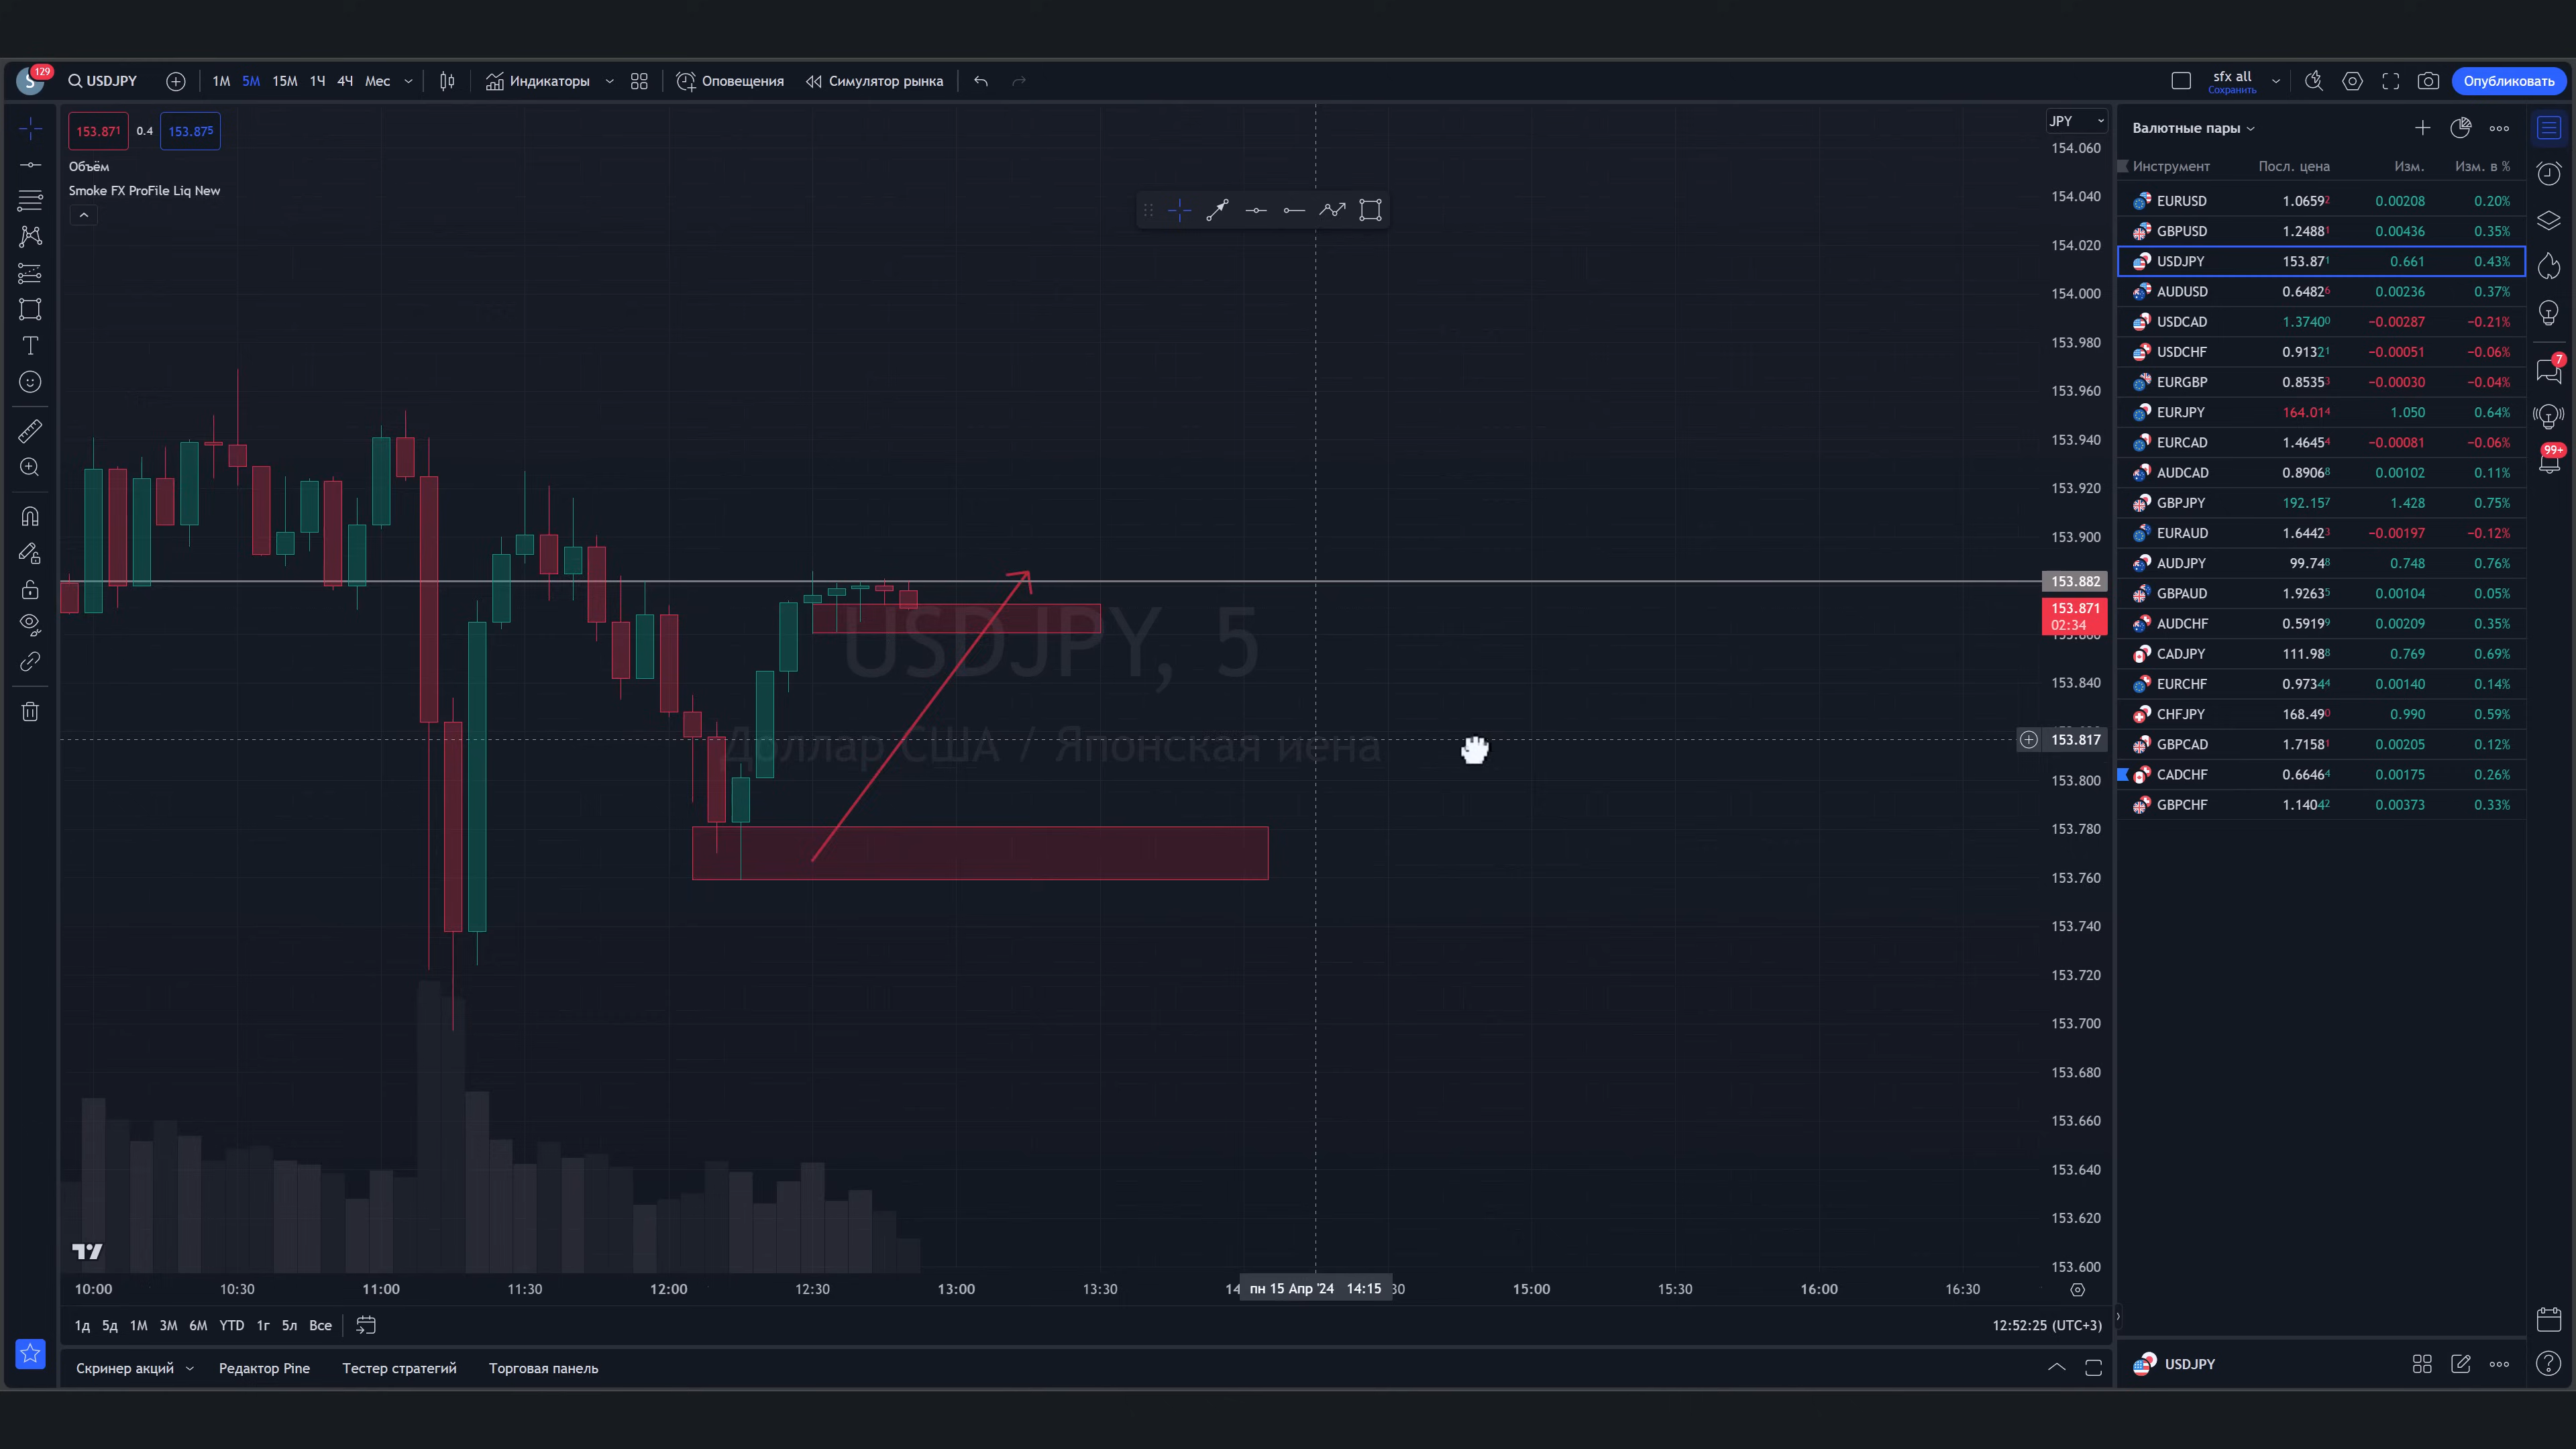 S 129 USDJPY 1М 5М 15М 1Ч 4Ч Мес Индикаторы Оповещения Симулятор рынка sfx all Сохранить Опубликовать
153.871 0.4 153.875
Объём
Smoke FX ProFile Liq New
USDJPY, 5
Доллар США / Японская иена
JPY
154.060
154.040
154.020
154.000
153.980
153.960
153.940
153.920
153.900
153.882
153.871
02:34
153.860
153.840
153.817
153.800
153.780
153.760
153.740
153.720
153.700
153.680
153.660
153.640
153.620
153.600
10:00 10:30 11:00 11:30 12:00 12:30 13:00 13:30 пн 15 Апр '24 14:15 15:00 15:30 16:00 16:30
1д 5д 1М 3М 6М YTD 1г 5л Все
12:52:25 (UTC+3)
Скринер акций Редактор Pine Тестер стратегий Торговая панель
Валютные пары
Инструмент Посл. цена Изм. Изм. в %
EURUSD 1.06592 0.00208 0.20%
GBPUSD 1.24881 0.00436 0.35%
USDJPY 153.871 0.661 0.43%
AUDUSD 0.64826 0.00236 0.37%
USDCAD 1.37400 −0.00287 −0.21%
USDCHF 0.91321 −0.00051 −0.06%
EURGBP 0.85353 −0.00030 −0.04%
EURJPY 164.014 1.050 0.64%
EURCAD 1.46454 −0.00081 −0.06%
AUDCAD 0.89068 0.00102 0.11%
GBPJPY 192.157 1.428 0.75%
EURAUD 1.64423 −0.00197 −0.12%
AUDJPY 99.748 0.748 0.76%
GBPAUD 1.92635 0.00104 0.05%
AUDCHF 0.59199 0.00209 0.35%
CADJPY 111.988 0.769 0.69%
EURCHF 0.97344 0.00140 0.14%
CHFJPY 168.490 0.990 0.59%
GBPCAD 1.71581 0.00205 0.12%
CADCHF 0.66464 0.00175 0.26%
GBPCHF 1.14042 0.00373 0.33%
USDJPY
7
99+